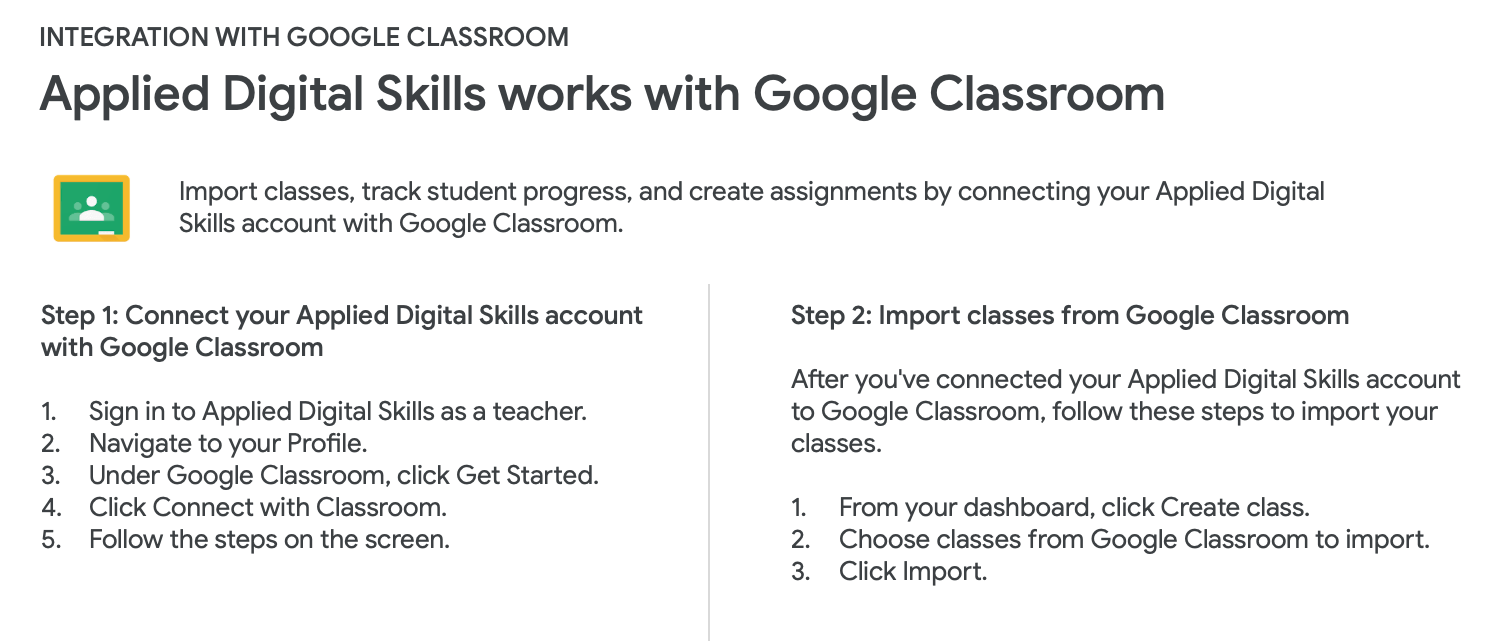 INTEGRATION WITH GOOGLE CLASSROOM
Applied Digital Skills works with Google Classroom
Import classes, track student progress, and create assignments by connecting your Applied Digital
Skills account with Google Classroom.
Step 1: Connect your Applied Digital Skills account
with Google Classroom
1. Sign in to Applied Digital Skills as a teacher.
2. Navigate to your Profile.
3. Under Google Classroom, click Get Started.
4. Click Connect with Classroom.
5. Follow the steps on the screen.
Step 2: Import classes from Google Classroom
After you've connected your Applied Digital Skills account
to Google Classroom, follow these steps to import your
classes.
1. From your dashboard, click Create class.
2. Choose classes from Google Classroom to import.
3. Click Import.